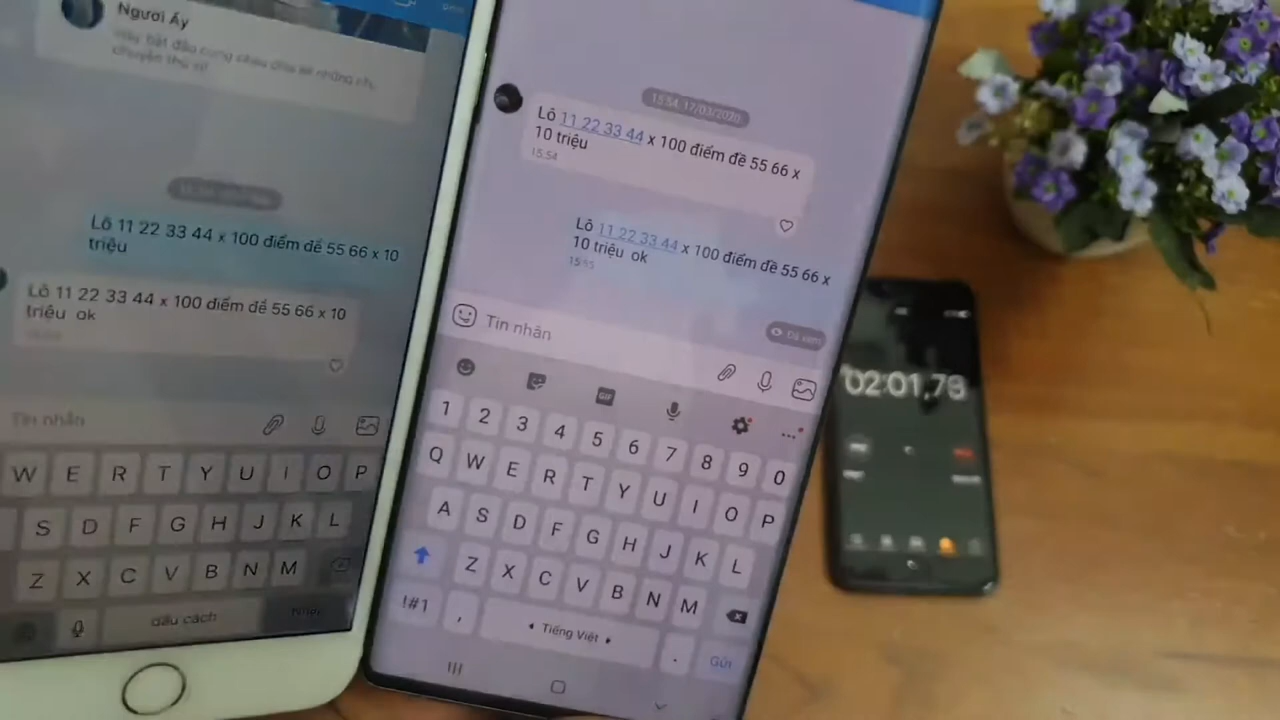 Người Ấy
Lô 11 22 33 44 x 100 điểm đề 55 66 x 10
triệu
Lô 11 22 33 44 x 100 điểm đề 55 66 x 10
triệu ok
Tin nhắn
W E R T Y U I O P
S D F G H J K L
Z X C V B N M
dấu cách
15:54 17/03/2020
Lô 11 22 33 44 x 100 điểm đề 55 66 x
10 triệu
15:54
Lô 11 22 33 44 x 100 điểm đề 55 66 x
10 triệu ok
15:55
Đã xem
Tin nhắn
GIF
1 2 3 4 5 6 7 8 9 0
Q W E R T Y U I O P
A S D F G H J K L
Z X C V B N M
!#1 , Tiếng Việt . Gửi
02:01,78